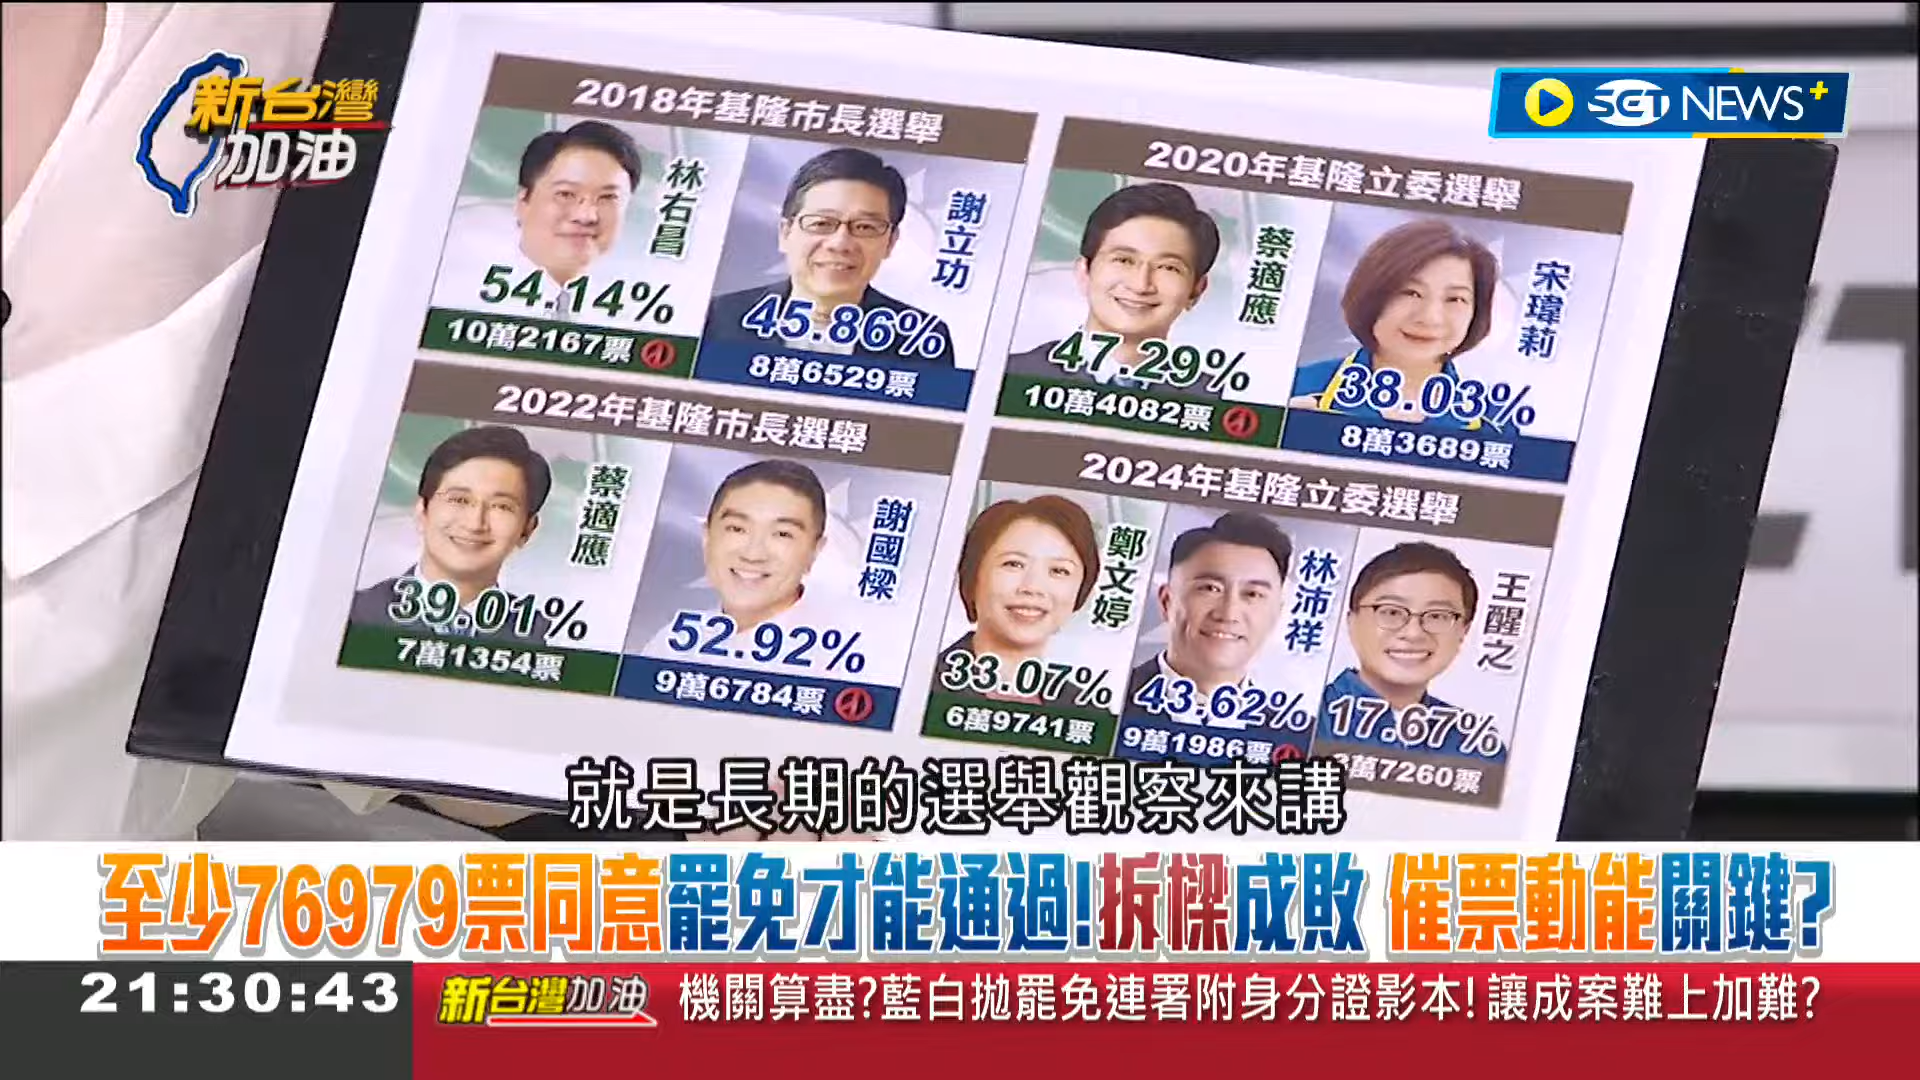 新台灣
加油
SET NEWS+
2018年基隆市長選舉
林右昌
54.14%
10萬2167票
謝立功
45.86%
8萬6529票
2020年基隆立委選舉
蔡適應
47.29%
10萬4082票
宋瑋莉
38.03%
8萬3689票
2022年基隆市長選舉
蔡適應
39.01%
7萬1354票
謝國樑
52.92%
9萬6784票
2024年基隆立委選舉
鄭文婷
33.07%
6萬9741票
林沛祥
43.62%
9萬1986票
王醒之
17.67%
3萬7260票
就是長期的選舉觀察來講
至少76979票同意罷免才能通過!拆樑成敗 催票動能關鍵?
21:30:43
新台灣加油
機關算盡?藍白拋罷免連署附身分證影本!讓成案難上加難?